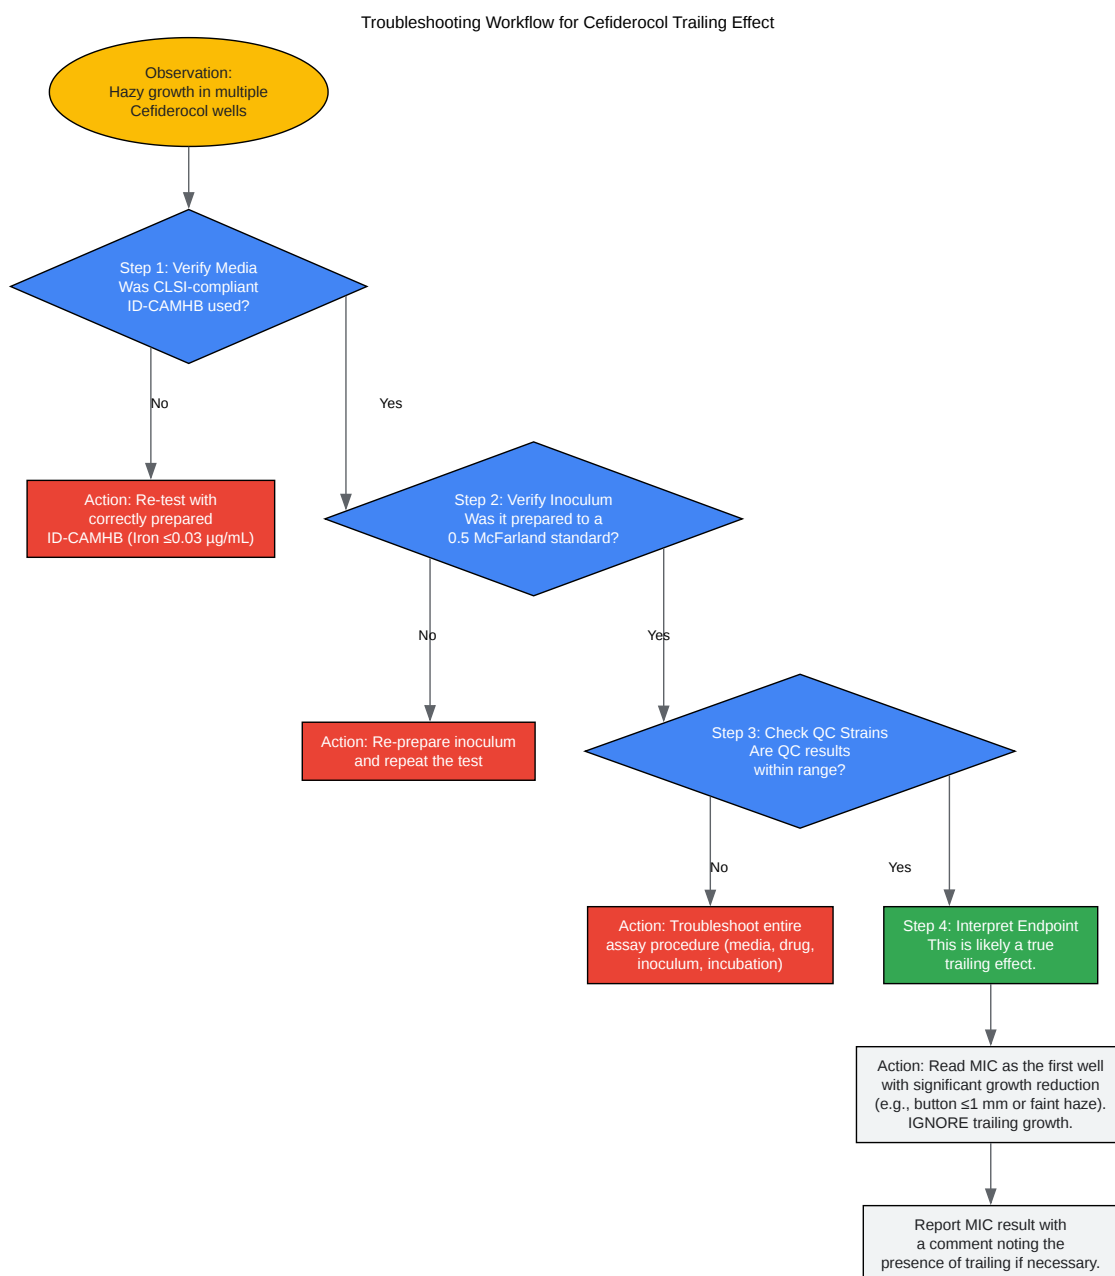 Troubleshooting Workflow for Cefiderocol Trailing Effect
Observation:
Hazy growth in multiple
Cefiderocol wells
Step 1: Verify Media
Was CLSI-compliant
ID-CAMHB used?
No
Yes
Action: Re-test with
correctly prepared
ID-CAMHB (Iron ≤0.03 µg/mL)
Step 2: Verify Inoculum
Was it prepared to a
0.5 McFarland standard?
No
Yes
Action: Re-prepare inoculum
and repeat the test
Step 3: Check QC Strains
Are QC results
within range?
No
Yes
Action: Troubleshoot entire
assay procedure (media, drug,
inoculum, incubation)
Step 4: Interpret Endpoint
This is likely a true
trailing effect.
Action: Read MIC as the first well
with significant growth reduction
(e.g., button ≤1 mm or faint haze).
IGNORE trailing growth.
Report MIC result with
a comment noting the
presence of trailing if necessary.